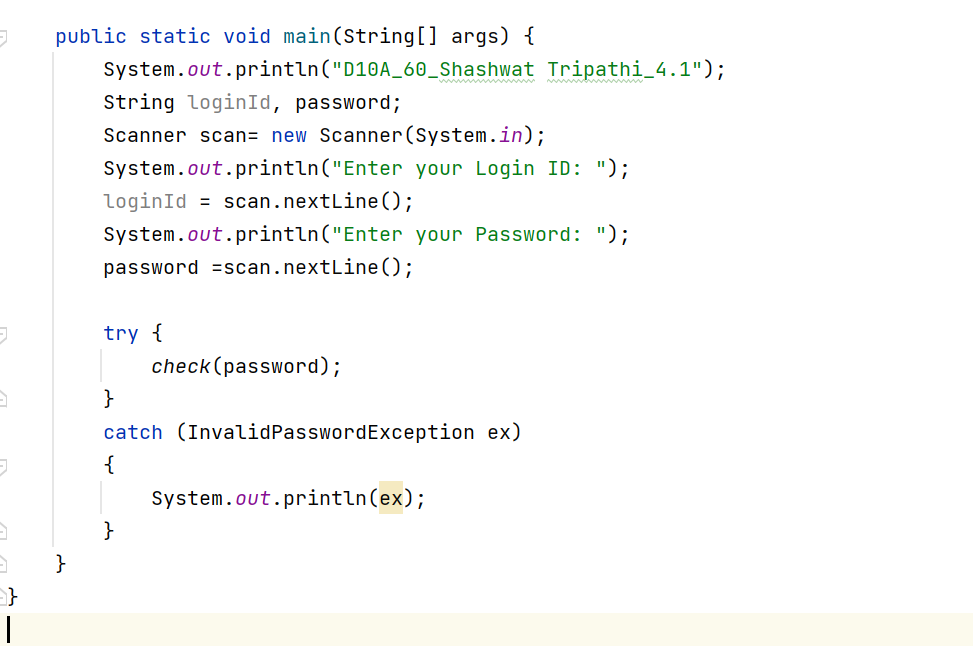 public static void main(String[] args) {
System.out.println("D10A_60_Shashwat Tripathi_4.1");
String loginId, password;
Scanner scan= new Scanner(System.in);
System.out.println("Enter your Login ID: ");
loginId = scan.nextLine();
System.out.println("Enter your Password: ");
password =scan.nextLine();
try {
check(password);
}
catch (InvalidPasswordException ex)
{
System.out.println(ex);
}
}
}